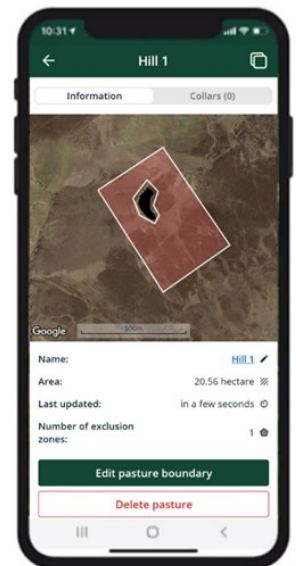 10:31
Hill 1
Information Collars (0)
Google 500m
Name: Hill 1
Area: 20.56 hectare
Last updated: in a few seconds
Number of exclusion zones: 1
Edit pasture boundary
Delete pasture